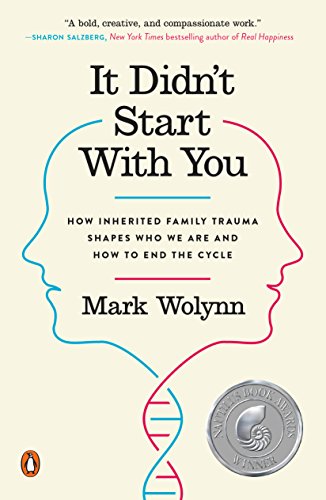 "A bold, creative, and compassionate work."
—SHARON SALZBERG, New York Times bestselling author of Real Happiness
It Didn't
Start
With You
HOW INHERITED FAMILY TRAUMA
SHAPES WHO WE ARE AND
HOW TO END THE CYCLE
Mark Wolynn
NAUTILUS BOOK AWARDS
WINNER